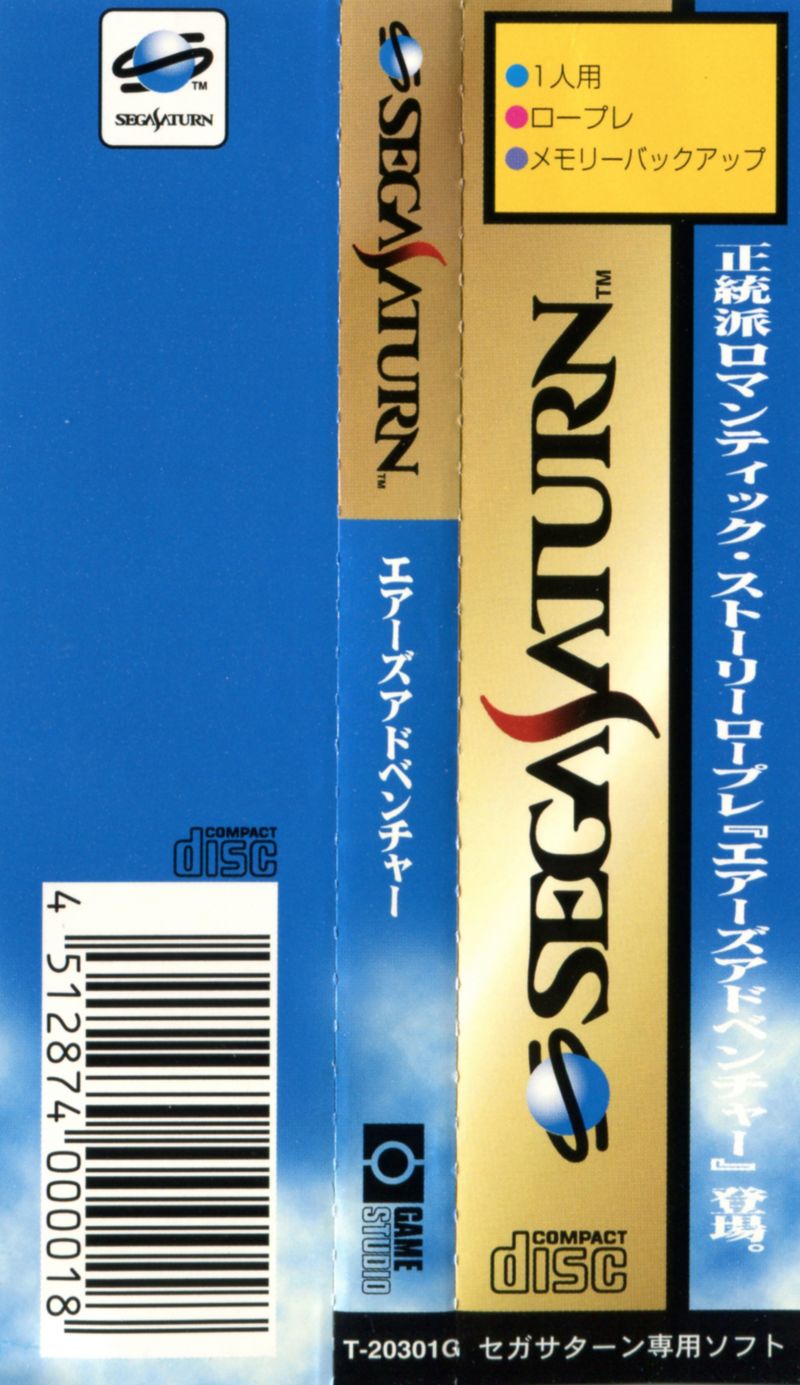 TM
SEGASATURN
COMPACT
disc
4 512874 000018
SEGASATURN
TM
エアーズアドベンチャー
GAME
STUDIO
●1人用
●ロープレ
●メモリーバックアップ
SEGASATURN
TM
COMPACT
disc
正統派ロマンティック・ストーリーロープレ『エアーズアドベンチャー』登場。
T-20301G セガサターン専用ソフト